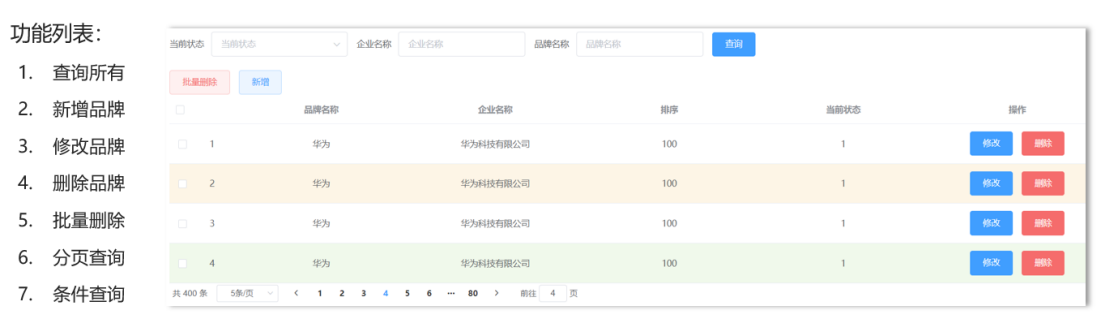 功能列表：
1. 查询所有
2. 新增品牌
3. 修改品牌
4. 删除品牌
5. 批量删除
6. 分页查询
7. 条件查询
当前状态 当前状态 企业名称 企业名称 品牌名称 品牌名称 查询
批量删除 新增
品牌名称 企业名称 排序 当前状态 操作
1 华为 华为科技有限公司 100 1 修改 删除
2 华为 华为科技有限公司 100 1 修改 删除
3 华为 华为科技有限公司 100 1 修改 删除
4 华为 华为科技有限公司 100 1 修改 删除
共 400 条 5条/页 < 1 2 3 4 5 6 ··· 80 > 前往 4 页